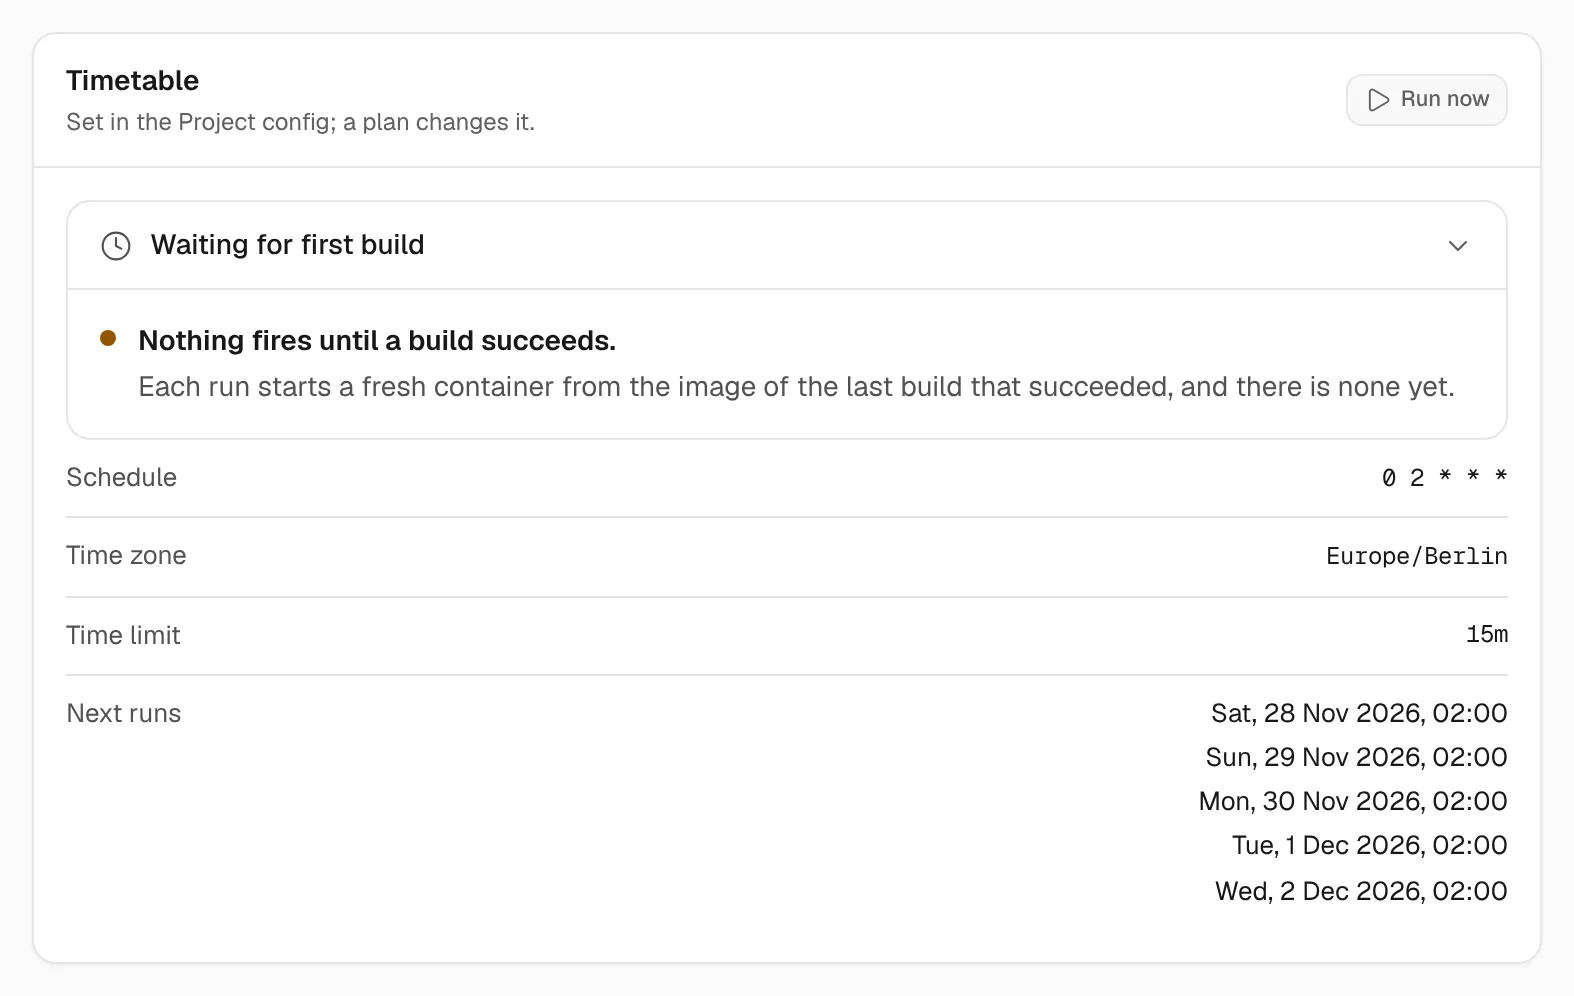 Timetable
Set in the Project config; a plan changes it.
Run now
Waiting for first build
Nothing fires until a build succeeds.
Each run starts a fresh container from the image of the last build that succeeded, and there is none yet.
Schedule
0 2 * * *
Time zone
Europe/Berlin
Time limit
15m
Next runs
Sat, 28 Nov 2026, 02:00
Sun, 29 Nov 2026, 02:00
Mon, 30 Nov 2026, 02:00
Tue, 1 Dec 2026, 02:00
Wed, 2 Dec 2026, 02:00